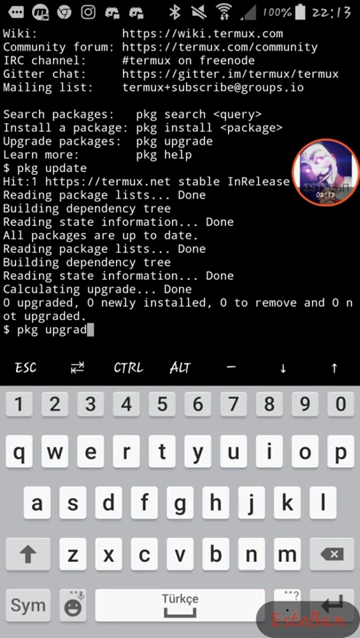 100% 22:13
Wiki: https://wiki.termux.com
Community forum: https://termux.com/community
IRC channel: #termux on freenode
Gitter chat: https://gitter.im/termux/termux
Mailing list: termux+subscribe@groups.io
Search packages: pkg search <query>
Install a package: pkg install <package>
Upgrade packages: pkg upgrade
Learn more: pkg help
$ pkg update
Hit:1 https://termux.net stable InRelease
Reading package lists... Done
Building dependency tree
Reading state information... Done
All packages are up to date.
Reading package lists... Done
Building dependency tree
Reading state information... Done
Calculating upgrade... Done
0 upgraded, 0 newly installed, 0 to remove and 0 n
ot upgraded.
$ pkg upgrad
ESC CTRL ALT —
1 2 3 4 5 6 7 8 9 0
q w e r t y u i o p
a s d f g h j k l
z x c v b n m
Sym Türkçe . ...?